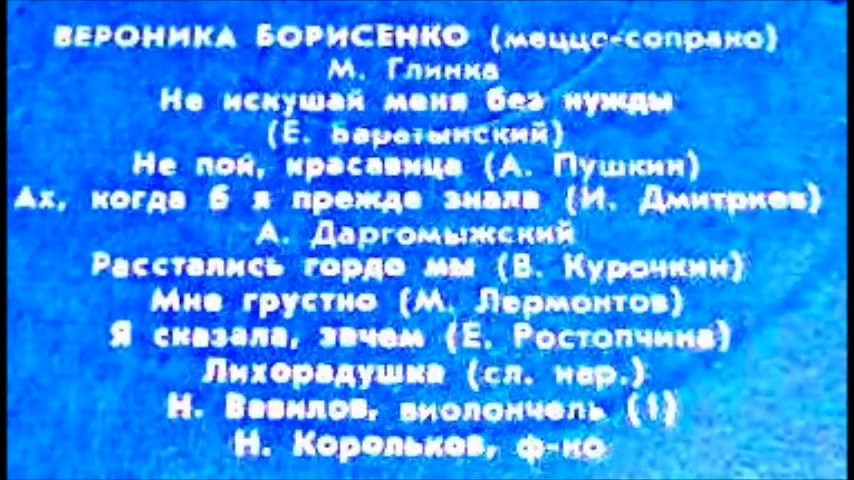 ВЕРОНИКА БОРИСЕНКО (меццо-сопрано)
М. Глинка
Не искушай меня без нужды
(Е. Баратынский)
Не пой, красавица (А. Пушкин)
Ах, когда б я прежде знала (И. Дмитриев)
А. Даргомыжский
Расстались гордо мы (В. Курочкин)
Мне грустно (М. Лермонтов)
Я сказала, зачем (Е. Ростопчина)
Лихорадушка (сл. нар.)
Н. Вавилов, виолончель (1)
Н. Корольков, ф-но